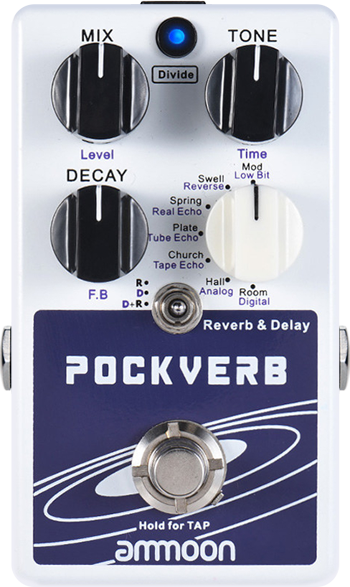 MIX
TONE
Divide
Level
Time
DECAY
F.B
Mod
Low Bit
Swell
Reverse
Spring
Real Echo
Plate
Tube Echo
Church
Tape Echo
Hall
Analog
Room
Digital
R
D
D+R
Reverb & Delay
POCKVERB
Hold for TAP
ammoon